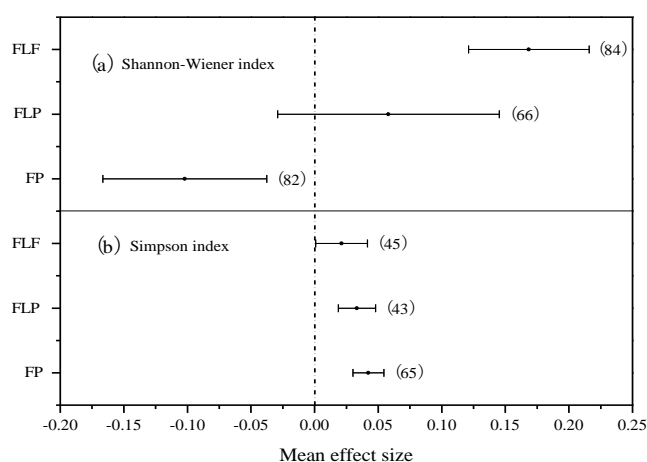 FLF
(a) Shannon-Wiener index
(84)
FLP
(66)
FP
(82)
FLF
(b) Simpson index
(45)
FLP
(43)
FP
(65)
-0.20 -0.15 -0.10 -0.05 0.00 0.05 0.10 0.15 0.20 0.25
Mean effect size